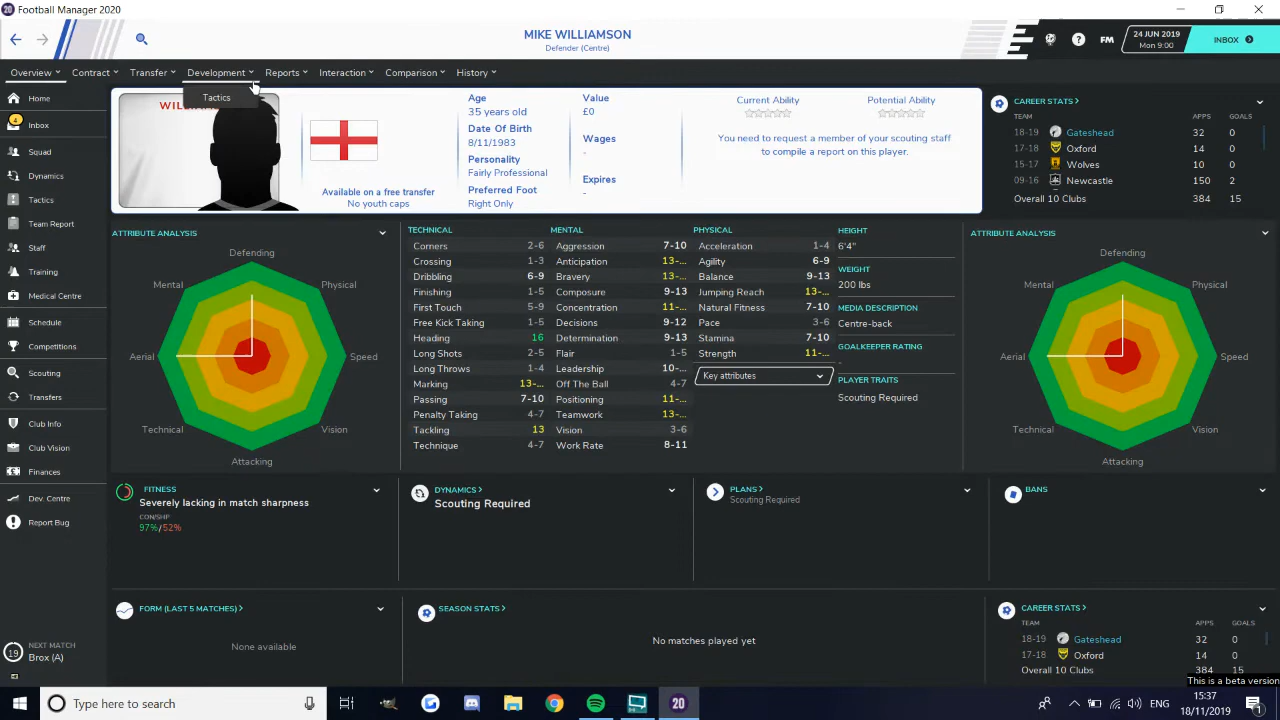 20 Football Manager 2020
MIKE WILLIAMSON
Defender (Centre)
24 JUN 2019
MON 9:00
INBOX
FM
?
Overview
Contract
Transfer
Development
Reports
Interaction
Comparison
History
Tactics
4
Home
Inbox
Squad
Dynamics
Tactics
Team Report
Staff
Training
Medical Centre
Schedule
Competitions
Scouting
Transfers
Club Info
Club Vision
Finances
Dev. Centre
Report Bug
19
NEXT MATCH
Brox (A)
Available on a free transfer
No youth caps
Age
35 years old
Date Of Birth
8/11/1983
Personality
Fairly Professional
Preferred Foot
Right Only
Value
£0
Wages
-
Expires
-
Current Ability
Potential Ability
You need to request a member of your scouting staff
to compile a report on this player.
CAREER STATS
TEAM APPS GOALS
18-19 Gateshead 32 0
17-18 Oxford 14 0
15-17 Wolves 10 0
09-16 Newcastle 150 2
Overall 10 Clubs 384 15
ATTRIBUTE ANALYSIS
Defending
Mental
Physical
Aerial
Speed
Technical
Vision
Attacking
TECHNICAL
Corners 2-6
Crossing 1-3
Dribbling 6-9
Finishing 1-5
First Touch 5-9
Free Kick Taking 1-5
Heading 16
Long Shots 2-5
Long Throws 1-4
Marking 13-...
Passing 7-10
Penalty Taking 4-7
Tackling 13
Technique 4-7
MENTAL
Aggression 7-10
Anticipation 13-...
Bravery 13-...
Composure 9-13
Concentration 11-...
Decisions 9-12
Determination 9-13
Flair 1-5
Leadership 10-...
Off The Ball 4-7
Positioning 11-...
Teamwork 13-...
Vision 3-6
Work Rate 8-11
PHYSICAL
Acceleration 1-4
Agility 6-9
Balance 9-13
Jumping Reach 13-...
Natural Fitness 7-10
Pace 3-6
Stamina 7-10
Strength 11-...
Key attributes
HEIGHT
6'4"
WEIGHT
200 lbs
MEDIA DESCRIPTION
Centre-back
GOALKEEPER RATING
-
PLAYER TRAITS
Scouting Required
ATTRIBUTE ANALYSIS
Defending
Mental
Physical
Aerial
Speed
Technical
Vision
Attacking
FITNESS
Severely lacking in match sharpness
CON/SHP
97%/52%
DYNAMICS
Scouting Required
PLANS
Scouting Required
BANS
FORM (LAST 5 MATCHES)
None available
SEASON STATS
No matches played yet
CAREER STATS
TEAM APPS GOALS
18-19 Gateshead 32 0
17-18 Oxford 14 0
Overall 10 Clubs 384 15
This is a beta version
Type here to search
20
ENG
15:37
18/11/2019
1